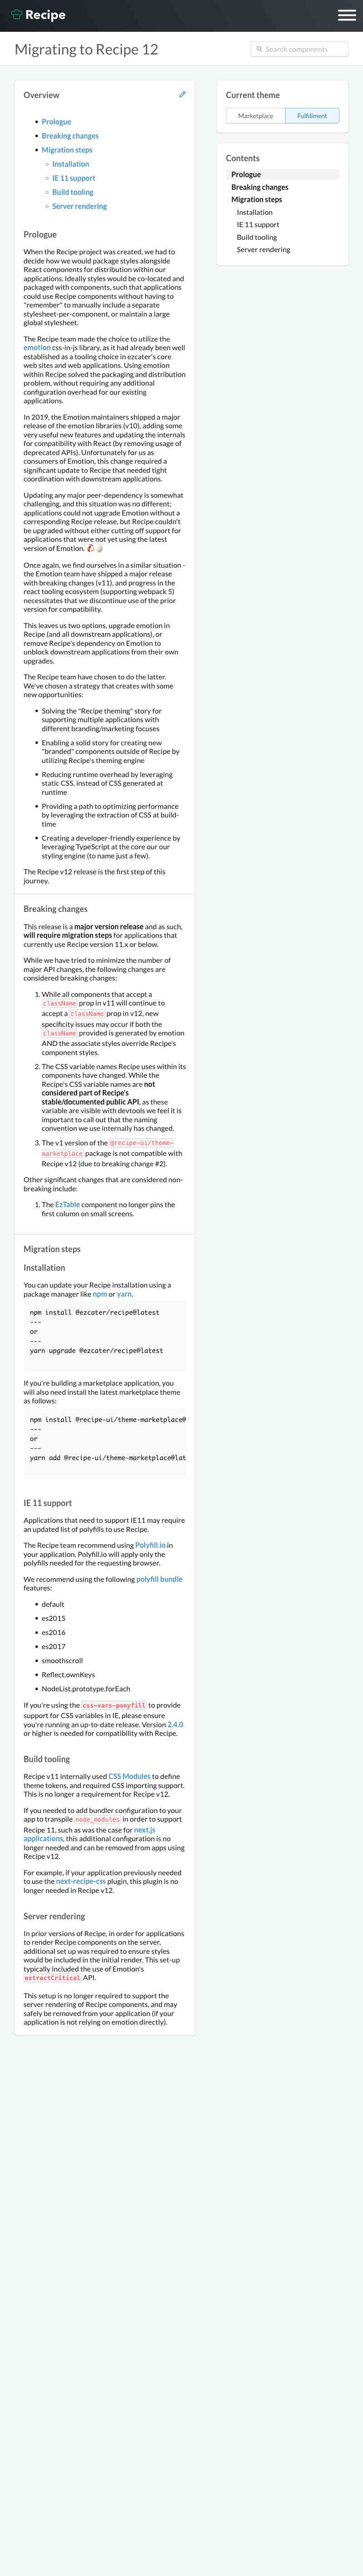 Recipe
Migrating to Recipe 12
Search components
Overview
Prologue
Breaking changes
Migration steps
Installation
IE 11 support
Build tooling
Server rendering
Prologue
When the Recipe project was created, we had to
decide how we would package styles alongside
React components for distribution within our
applications. Ideally styles would be co-located and
packaged with components, such that applications
could use Recipe components without having to
"remember" to manually include a separate
stylesheet-per-component, or maintain a large
global stylesheet.
The Recipe team made the choice to utilize the
emotion css-in-js library, as it had already been well
established as a tooling choice in ezcater's core
web sites and web applications. Using emotion
within Recipe solved the packaging and distribution
problem, without requiring any additional
configuration overhead for our existing
applications.
In 2019, the Emotion maintainers shipped a major
release of the emotion libraries (v10), adding some
very useful new features and updating the internals
for compatibility with React (by removing usage of
deprecated APIs). Unfortunately for us as
consumers of Emotion, this change required a
significant update to Recipe that needed tight
coordination with downstream applications.
Updating any major peer-dependency is somewhat
challenging, and this situation was no different;
applications could not upgrade Emotion without a
corresponding Recipe release, but Recipe couldn't
be upgraded without either cutting off support for
applications that were not yet using the latest
version of Emotion. 🐔🥚
Once again, we find ourselves in a similar situation -
the Emotion team have shipped a major release
with breaking changes (v11), and progress in the
react tooling ecosystem (supporting webpack 5)
necessitates that we discontinue use of the prior
version for compatibility.
This leaves us two options, upgrade emotion in
Recipe (and all downstream applications), or
remove Recipe's dependency on Emotion to
unblock downstream applications from their own
upgrades.
The Recipe team have chosen to do the latter.
We've chosen a strategy that creates with some
new opportunities:
Solving the "Recipe theming" story for
supporting multiple applications with
different branding/marketing focuses
Enabling a solid story for creating new
"branded" components outside of Recipe by
utilizing Recipe's theming engine
Reducing runtime overhead by leveraging
static CSS, instead of CSS generated at
runtime
Providing a path to optimizing performance
by leveraging the extraction of CSS at build-
time
Creating a developer-friendly experience by
leveraging TypeScript at the core our our
styling engine (to name just a few).
The Recipe v12 release is the first step of this
journey.
Breaking changes
This release is a major version release and as such,
will require migration steps for applications that
currently use Recipe version 11.x or below.
While we have tried to minimize the number of
major API changes, the following changes are
considered breaking changes:
1. While all components that accept a
className prop in v11 will continue to
accept a className prop in v12, new
specificity issues may occur if both the
className provided is generated by emotion
AND the associate styles override Recipe's
component styles.
2. The CSS variable names Recipe uses within its
components have changed. While the
Recipe's CSS variable names are not
considered part of Recipe's
stable/documented public API, as these
variable are visible with devtools we feel it is
important to call out that the naming
convention we use internally has changed.
3. The v1 version of the @recipe-ui/theme-
marketplace package is not compatible with
Recipe v12 (due to breaking change #2).
Other significant changes that are considered non-
breaking include:
1. The EzTable component no longer pins the
first column on small screens.
Migration steps
Installation
You can update your Recipe installation using a
package manager like npm or yarn.
npm install @ezcater/recipe@latest
---
or
---
yarn upgrade @ezcater/recipe@latest
If you're building a marketplace application, you
will also need install the latest marketplace theme
as follows:
npm install @recipe-ui/theme-marketplace@
---
or
---
yarn add @recipe-ui/theme-marketplace@lat
IE 11 support
Applications that need to support IE11 may require
an updated list of polyfills to use Recipe.
The Recipe team recommend using Polyfill.io in
your application. Polyfill.io will apply only the
polyfills needed for the requesting browser.
We recommend using the following polyfill bundle
features:
default
es2015
es2016
es2017
smoothscroll
Reflect.ownKeys
NodeList.prototype.forEach
If you're using the css-vars-ponyfill to provide
support for CSS variables in IE, please ensure
you're running an up-to-date release. Version 2.4.0
or higher is needed for compatibility with Recipe.
Build tooling
Recipe v11 internally used CSS Modules to define
theme tokens, and required CSS importing support.
This is no longer a requirement for Recipe v12.
If you needed to add bundler configuration to your
app to transpile node_modules in order to support
Recipe 11, such as was the case for next.js
applications, this additional configuration is no
longer needed and can be removed from apps using
Recipe v12.
For example, if your application previously needed
to use the next-recipe-css plugin, this plugin is no
longer needed in Recipe v12.
Server rendering
In prior versions of Recipe, in order for applications
to render Recipe components on the server,
additional set up was required to ensure styles
would be included in the initial render. This set-up
typically included the use of Emotion's
extractCritical API.
This setup is no longer required to support the
server rendering of Recipe components, and may
safely be removed from your application (if your
application is not relying on emotion directly).
Current theme
Marketplace
Fulfillment
Contents
Prologue
Breaking changes
Migration steps
Installation
IE 11 support
Build tooling
Server rendering